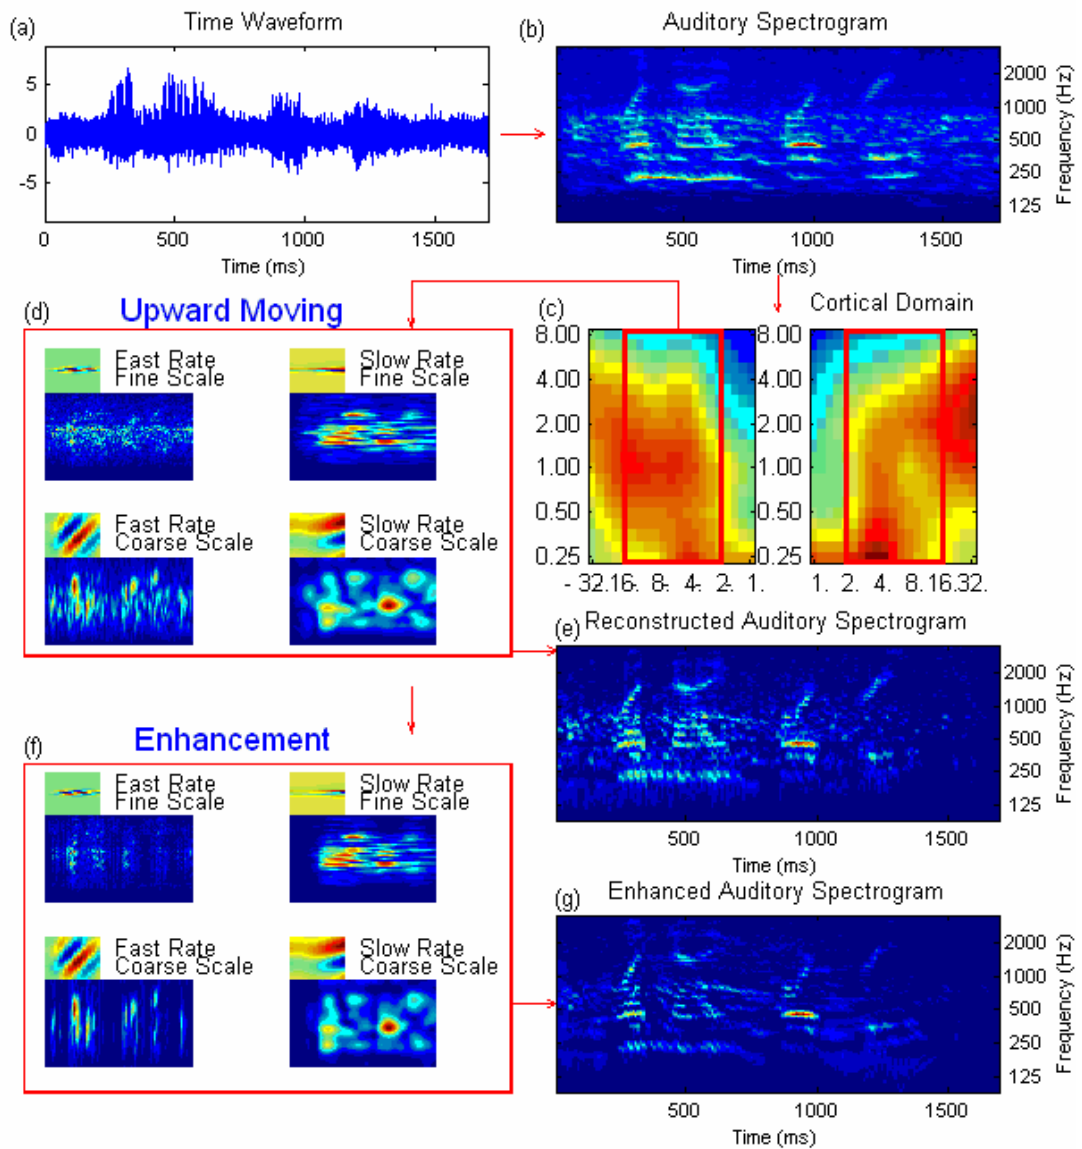 (a)
Time Waveform
5
0
-5
0
500
1000
1500
Time (ms)
(b)
Auditory Spectrogram
2000
1000
500
250
125
Frequency (Hz)
500
1000
1500
Time (ms)
(d)
Upward Moving
Fast Rate
Fine Scale
Slow Rate
Fine Scale
Fast Rate
Coarse Scale
Slow Rate
Coarse Scale
(c)
Cortical Domain
8.00
4.00
2.00
1.00
0.50
0.25
- 32.16-. 8-. 4-. 2-. 1.
8.00
4.00
2.00
1.00
0.50
0.25
1. 2. 4. 8.16.32.
(e)
Reconstructed Auditory Spectrogram
2000
1000
500
250
125
Frequency (Hz)
500
1000
1500
Time (ms)
(f)
Enhancement
Fast Rate
Fine Scale
Slow Rate
Fine Scale
Fast Rate
Coarse Scale
Slow Rate
Coarse Scale
(g)
Enhanced Auditory Spectrogram
2000
1000
500
250
125
Frequency (Hz)
500
1000
1500
Time (ms)